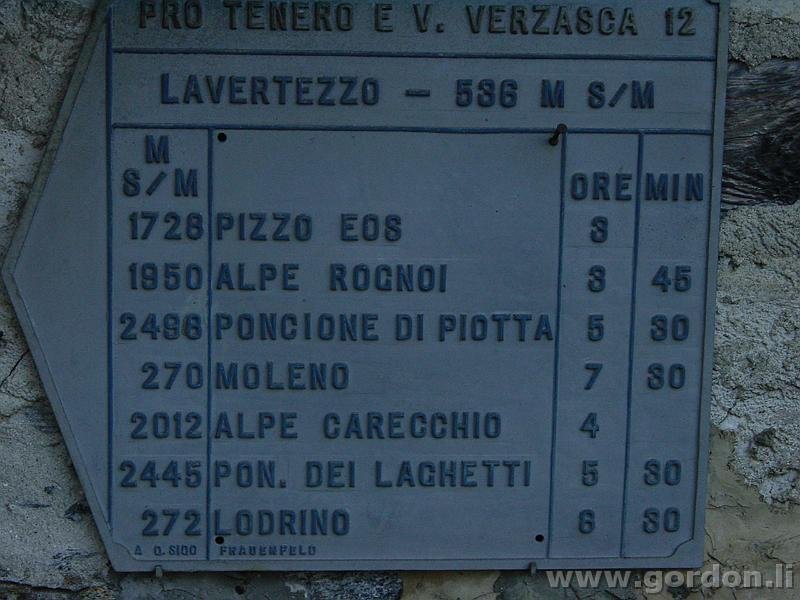 PRO TENERO E V. VERZASCA 12
LAVERTEZZO - 536 M S/M
M
S/M ORE MIN
1728 PIZZO EOS 3
1950 ALPE ROGNOI 3 45
2496 PONCIONE DI PIOTTA 5 30
270 MOLENO 7 30
2012 ALPE CARECCHIO 4
2445 PON. DEI LAGHETTI 5 30
272 LODRINO 8 30
FRAUENFELD
www.gordon.li